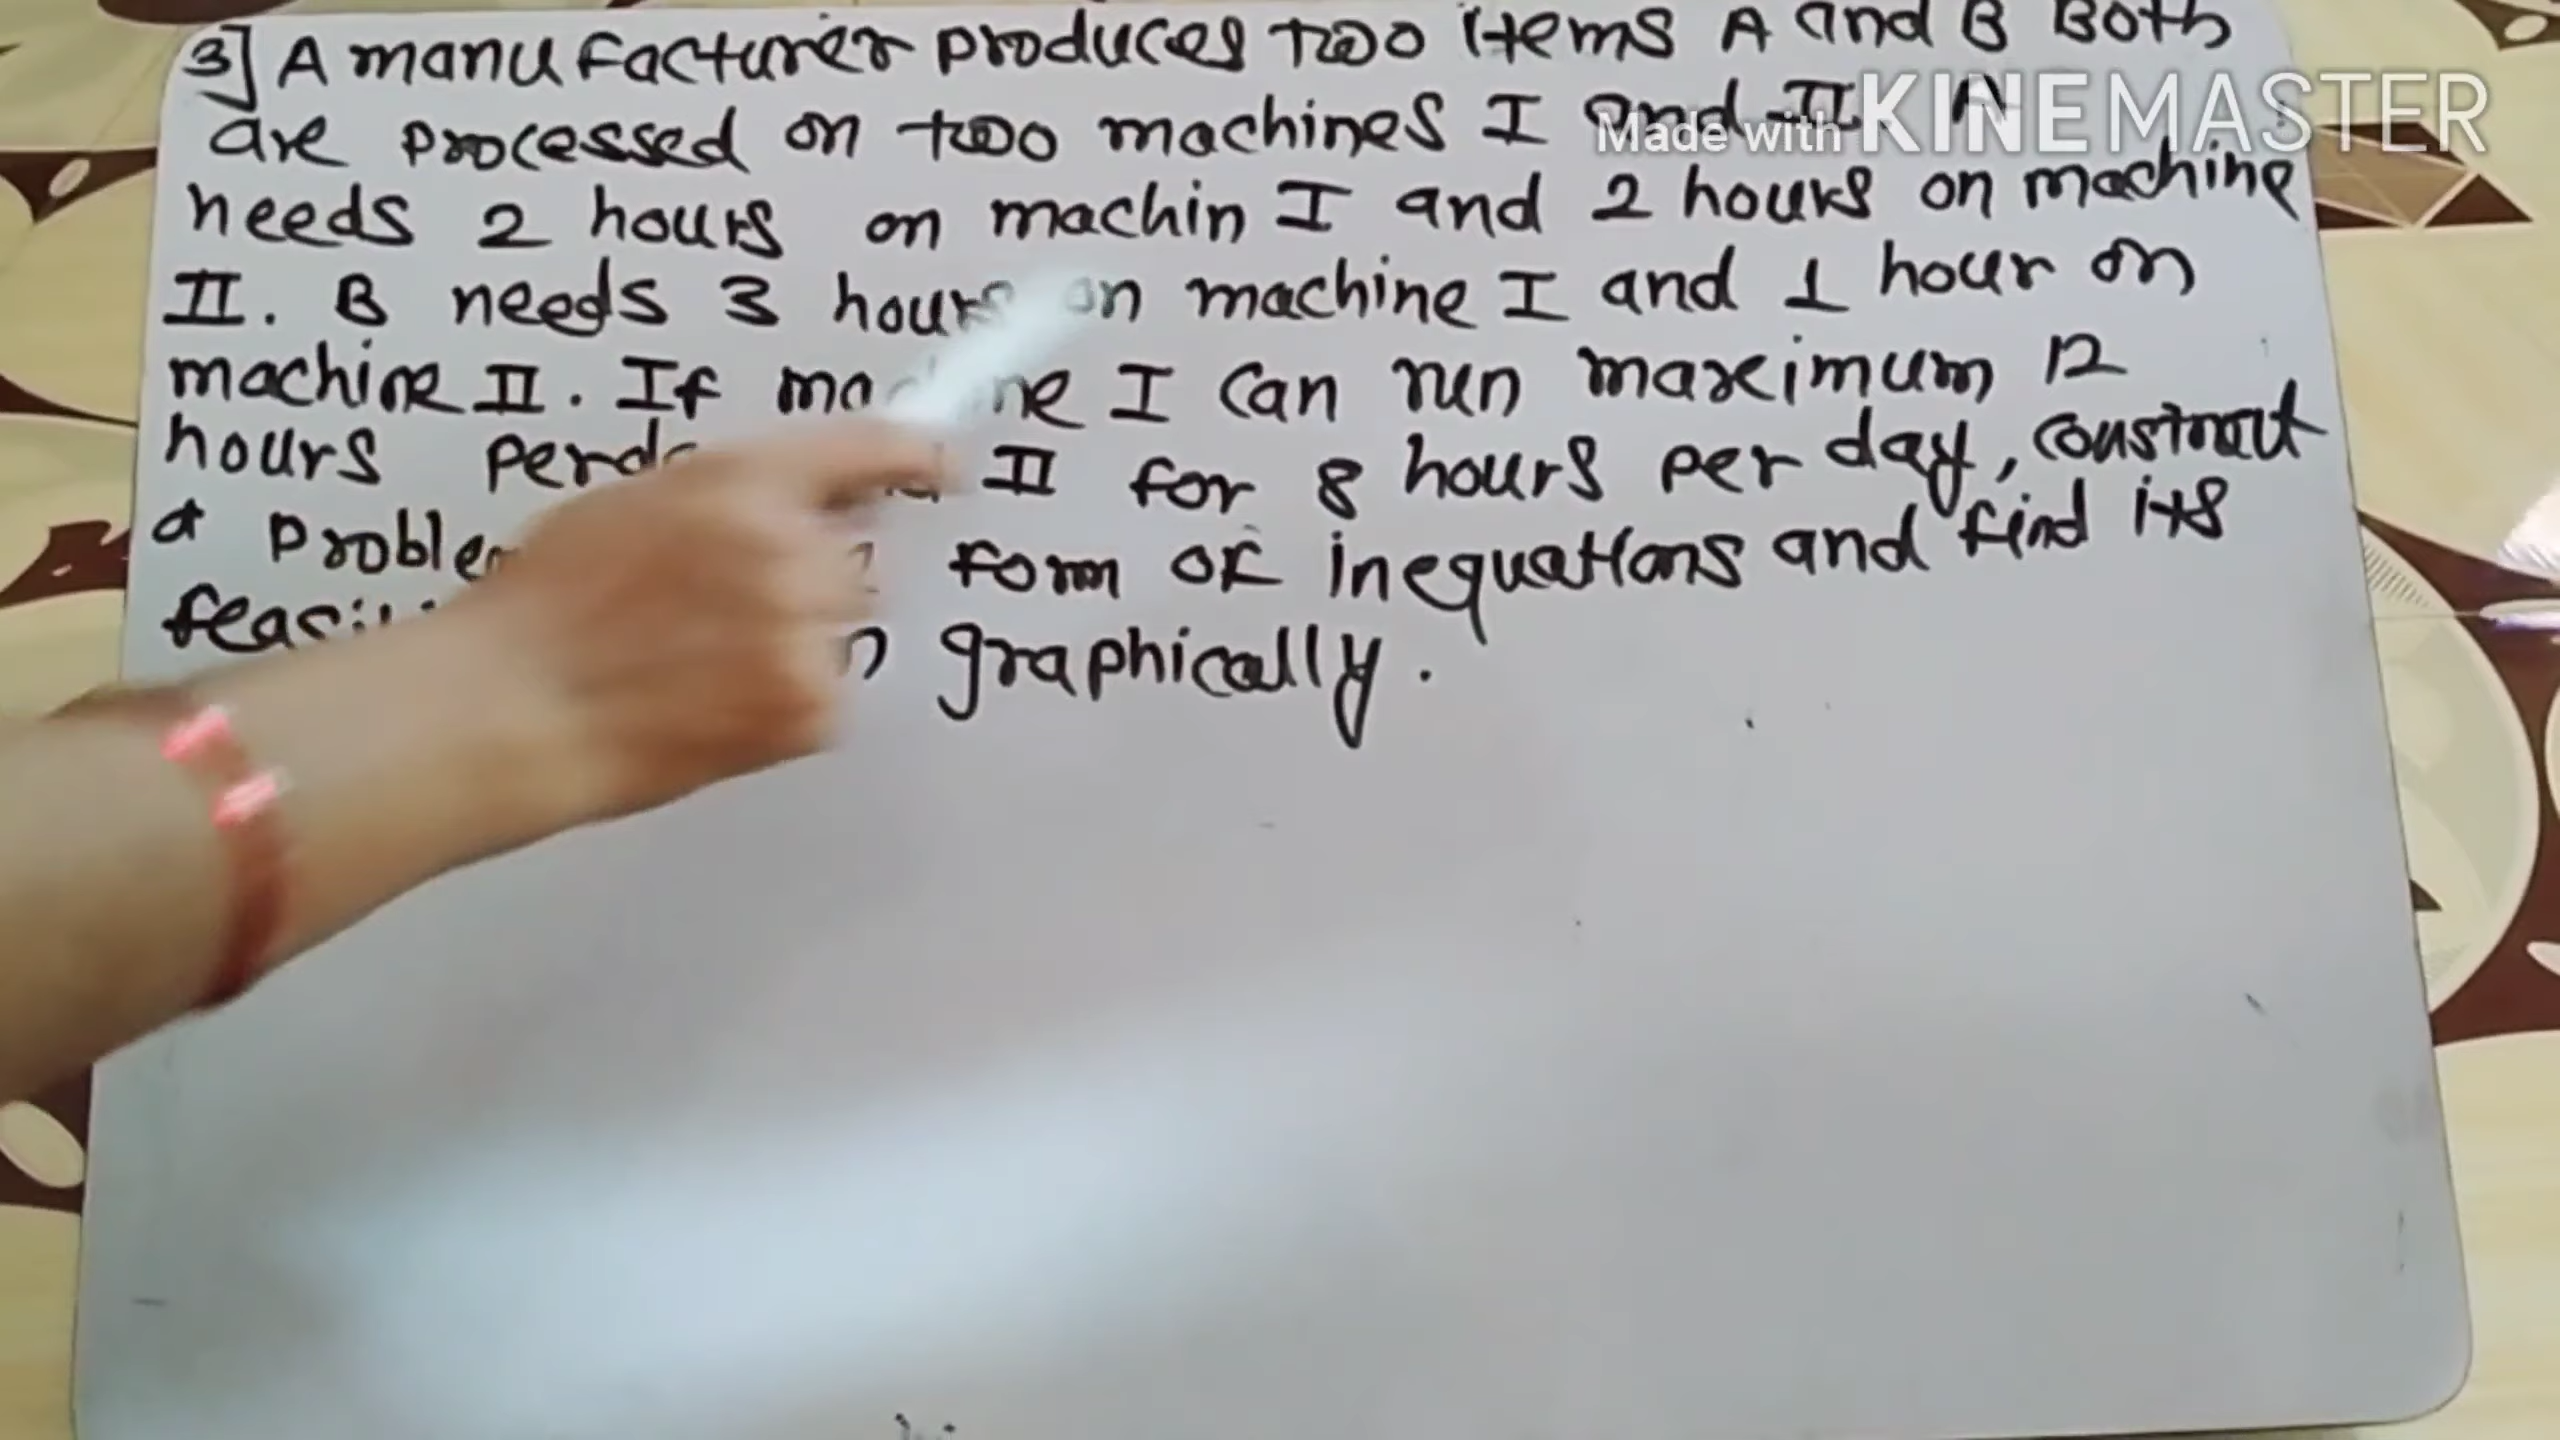 3] A manufacturer produces two items A and B Both
are processed on two machines I and II. A
needs 2 hours on machin I and 2 hours on machine
II. B needs 3 hours on machine I and 1 hour on
machine II. If I can run maximum 12
hours II for 8 hours per day, construct
a form of inequations and find its
graphically.
Made with KINEMASTER